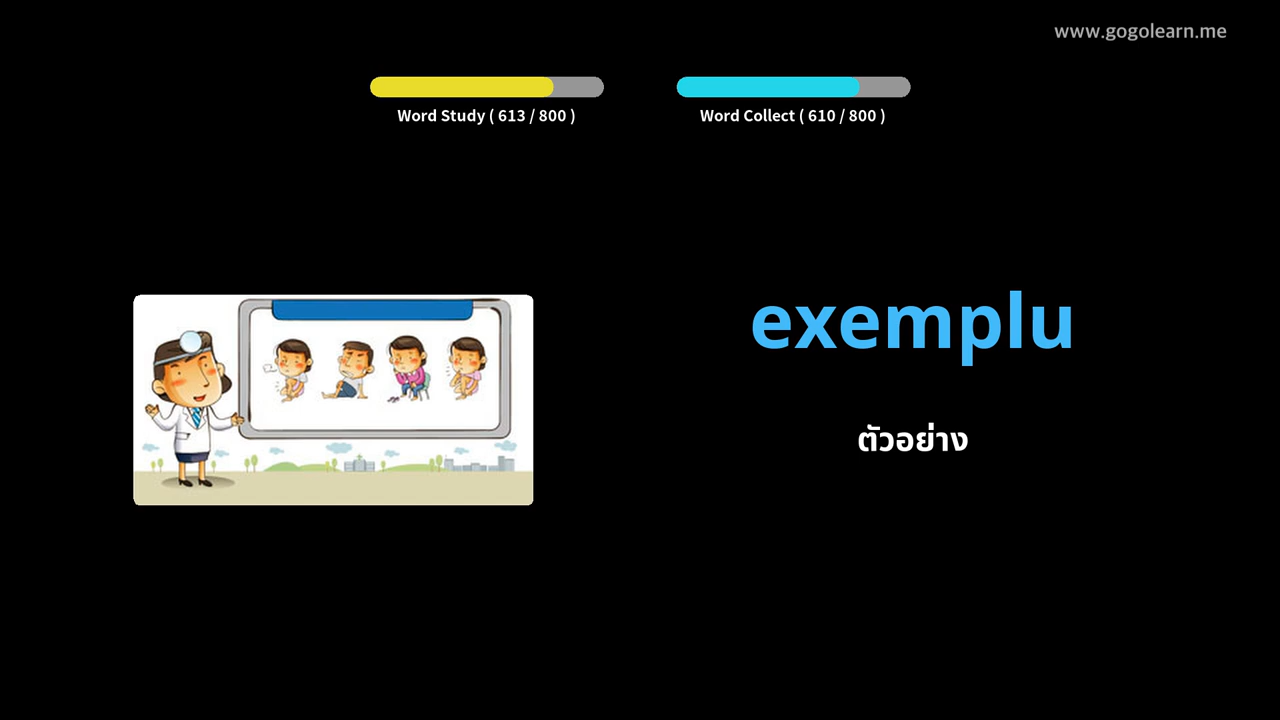 www.gogolearn.me
Word Study ( 613 / 800 )
Word Collect ( 610 / 800 )
exemplu
ตัวอย่าง